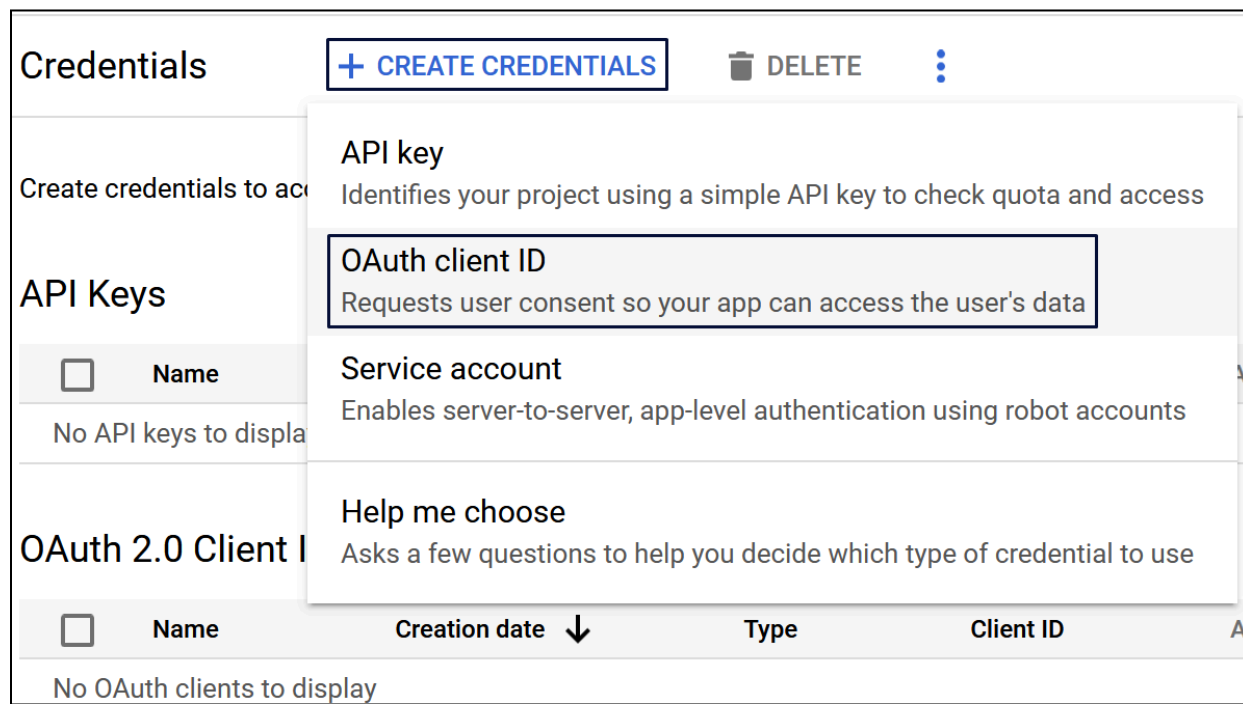 Credentials
+ CREATE CREDENTIALS
DELETE
Create credentials to
API key
Identifies your project using a simple API key to check quota and access
OAuth client ID
Requests user consent so your app can access the user's data
Service account
Enables server-to-server, app-level authentication using robot accounts
Help me choose
Asks a few questions to help you decide which type of credential to use
API Keys
Name
No API keys to
OAuth 2.0 Client
Name Creation date ↓ Type Client ID
No OAuth clients to display